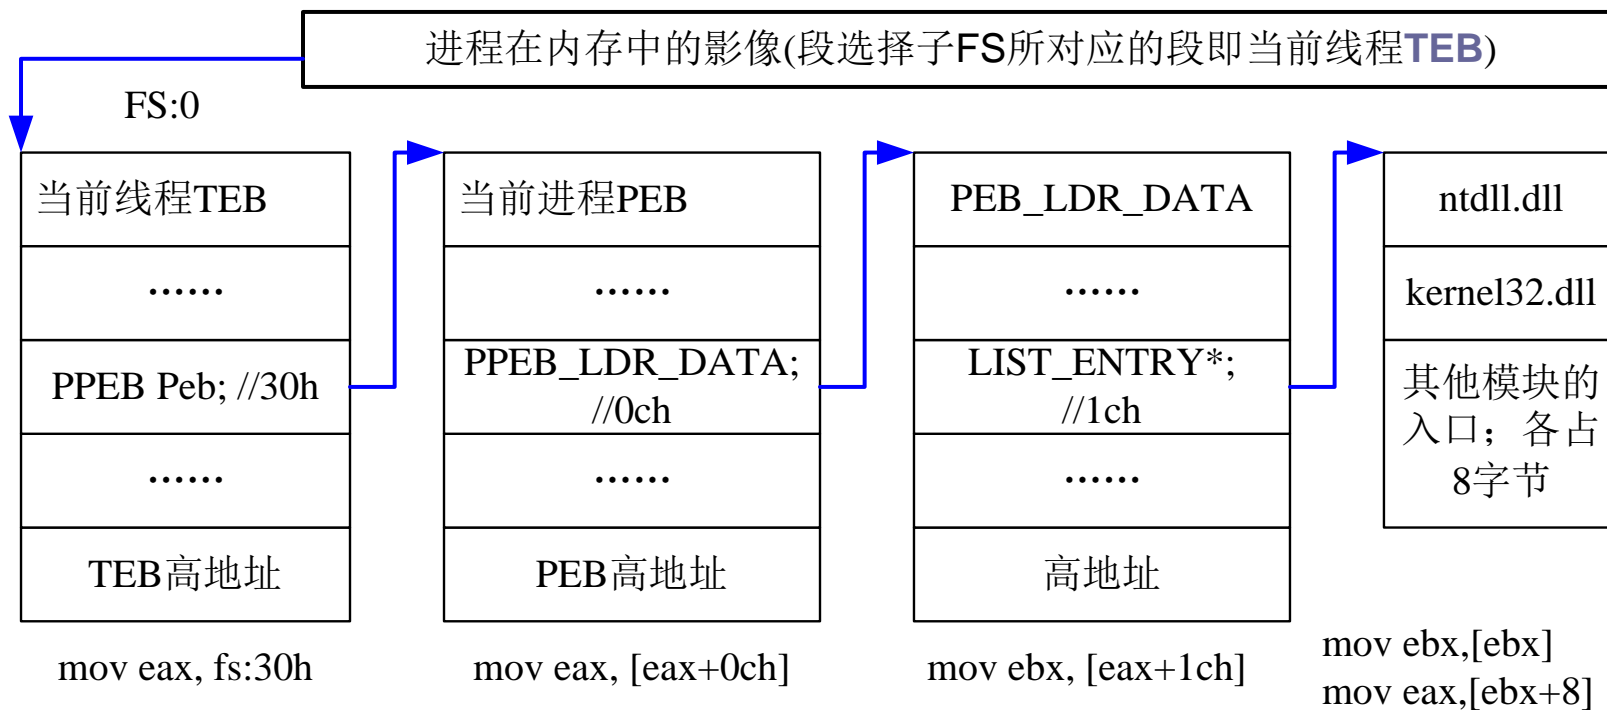 进程在内存中的影像(段选择子FS所对应的段即当前线程TEB)
FS:0
当前线程TEB
……
PPEB Peb; //30h
……
TEB高地址
mov eax, fs:30h
当前进程PEB
……
PPEB_LDR_DATA;
//0ch
……
PEB高地址
mov eax, [eax+0ch]
PEB_LDR_DATA
……
LIST_ENTRY*;
//1ch
……
高地址
mov ebx, [eax+1ch]
ntdll.dll
kernel32.dll
其他模块的
入口；各占
8字节
mov ebx,[ebx]
mov eax,[ebx+8]